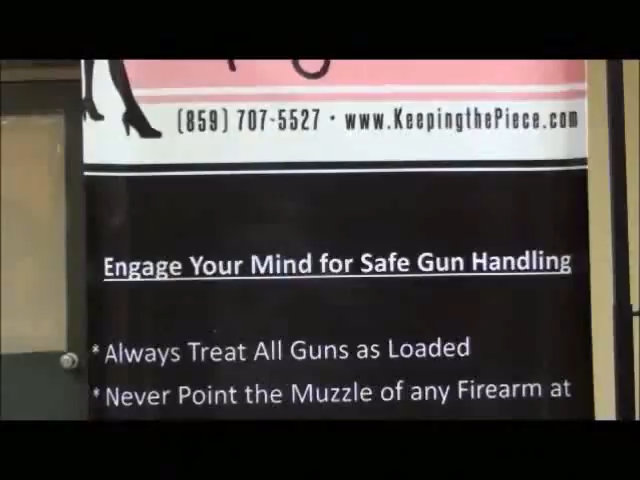 (859) 707-5527 • www.KeepingthePiece.com
Engage Your Mind for Safe Gun Handling
* Always Treat All Guns as Loaded
* Never Point the Muzzle of any Firearm at